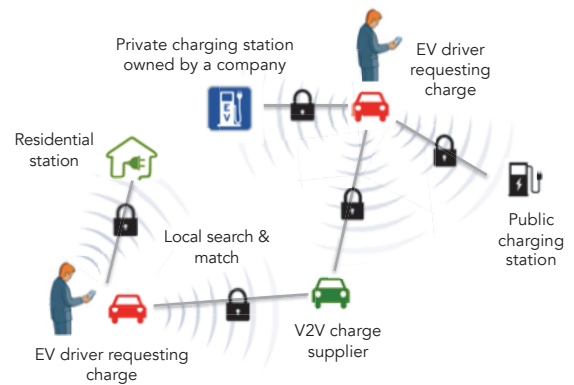 Private charging station
owned by a company
EV driver
requesting
charge
EV
Residential
station
Local search &
match
Public
charging
station
V2V charge
supplier
EV driver requesting
charge